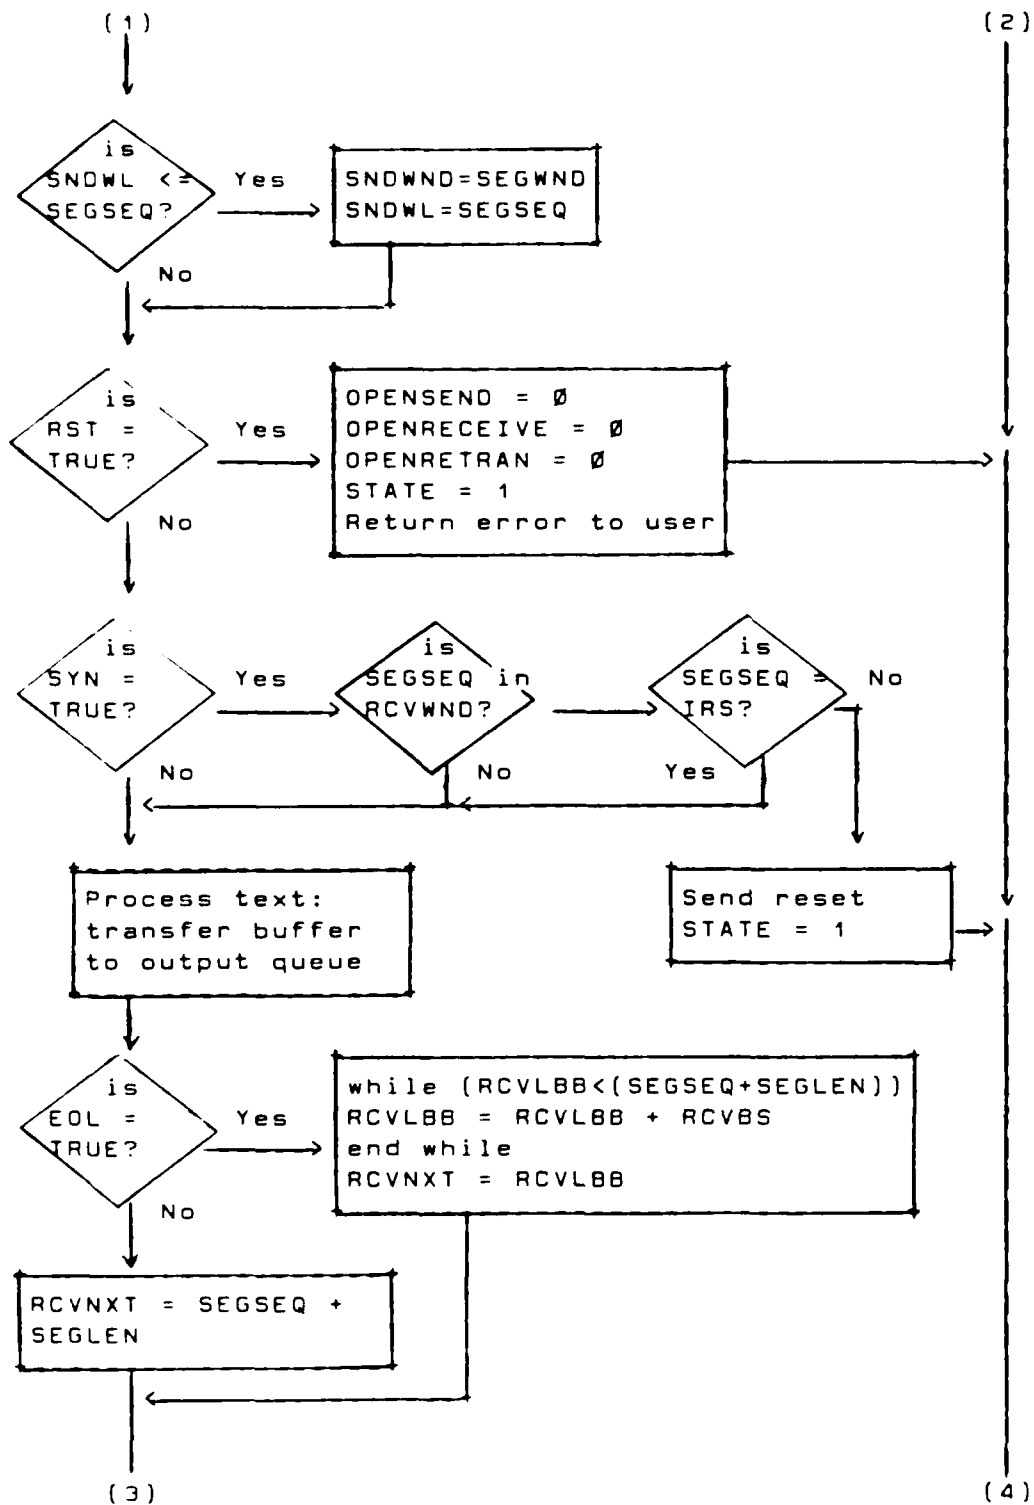 (1)
(2)
is
SNDWL <=
SEGSEQ?
Yes
SNDWND=SEGWND
SNDWL=SEGSEQ
No
is
RST =
TRUE?
Yes
OPENSEND = Ø
OPENRECEIVE = Ø
OPENRETRAN = Ø
STATE = 1
Return error to user
No
is
SYN =
TRUE?
Yes
is
SEGSEQ in
RCVWND?
is
SEGSEQ =
IRS?
No
No
No
Yes
Process text:
transfer buffer
to output queue
Send reset
STATE = 1
is
EOL =
TRUE?
Yes
while (RCVLBB<(SEGSEQ+SEGLEN))
RCVLBB = RCVLBB + RCVBS
end while
RCVNXT = RCVLBB
No
RCVNXT = SEGSEQ +
SEGLEN
(3)
(4)